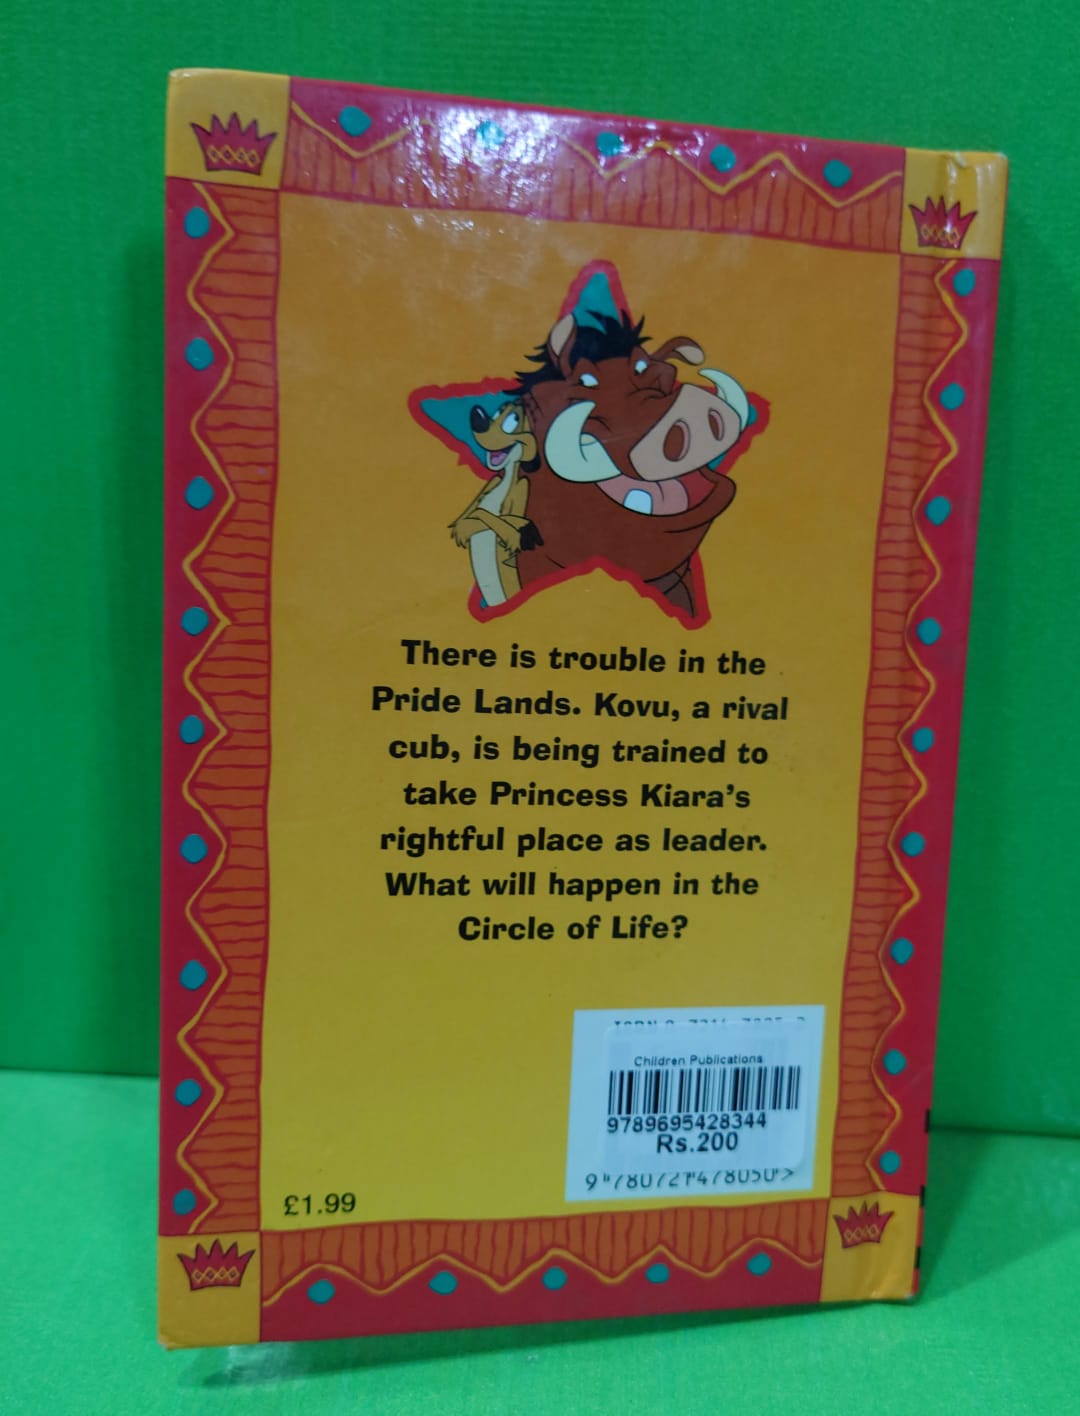 There is trouble in the
Pride Lands. Kovu, a rival
cub, is being trained to
take Princess Kiara's
rightful place as leader.
What will happen in the
Circle of Life?
Children Publications
9789695428344
Rs.200
£1.99